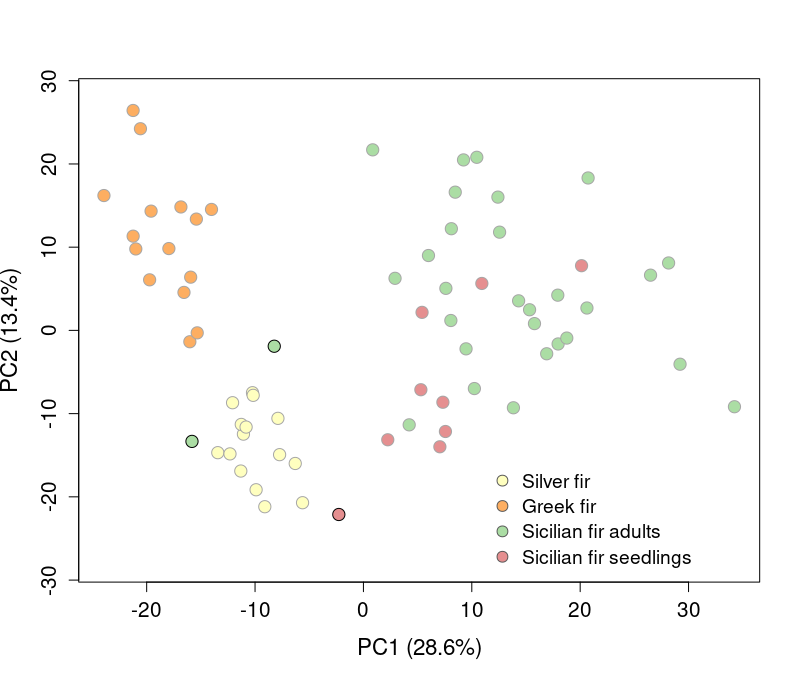 30
20
10
0
-10
-20
-30
PC2 (13.4%)
Silver fir
Greek fir
Sicilian fir adults
Sicilian fir seedlings
-20 -10 0 10 20 30
PC1 (28.6%)